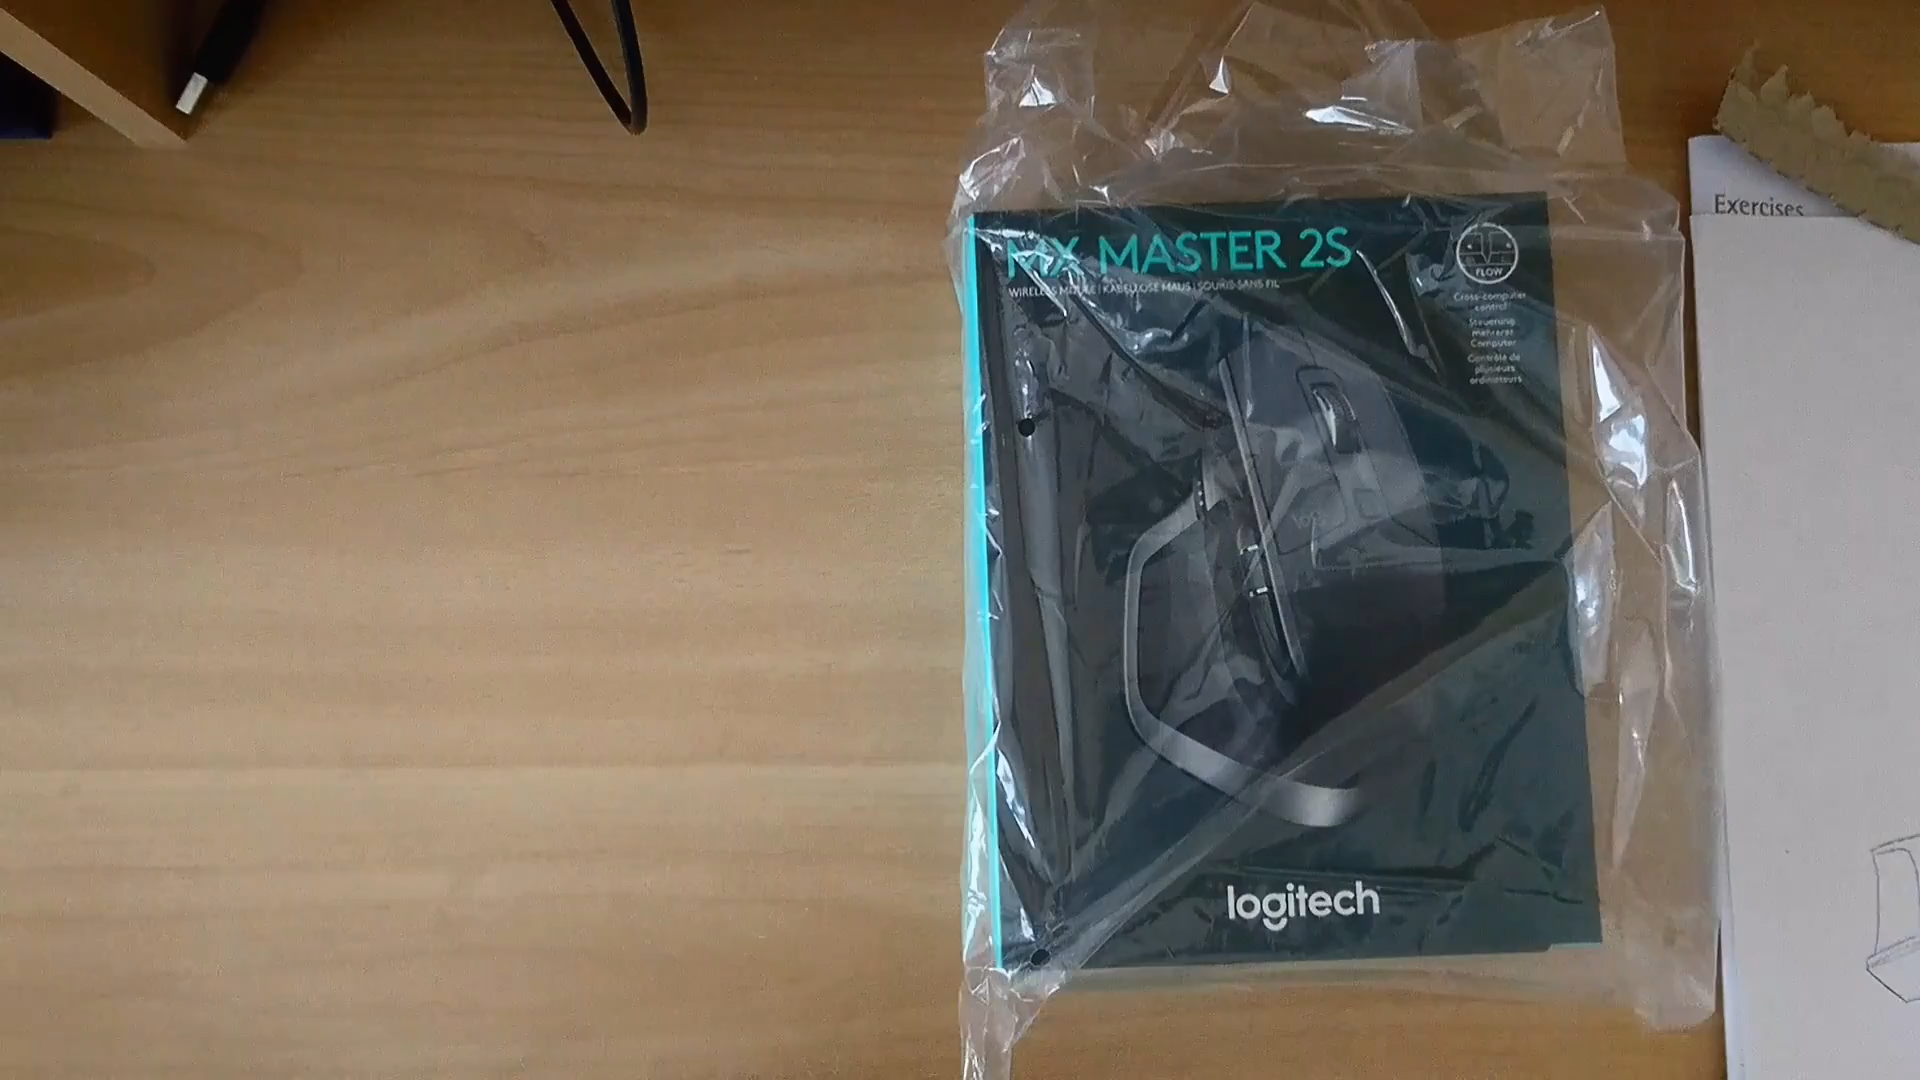 MX MASTER 2S
WIRELESS MOUSE | KABELLOSE MAUS | SOURIS SANS FIL
FLOW
Cross-computer
control
Steuerung
mehrerer
Computer
Contrôle de
plusieurs
ordinateurs
logitech
Exercises